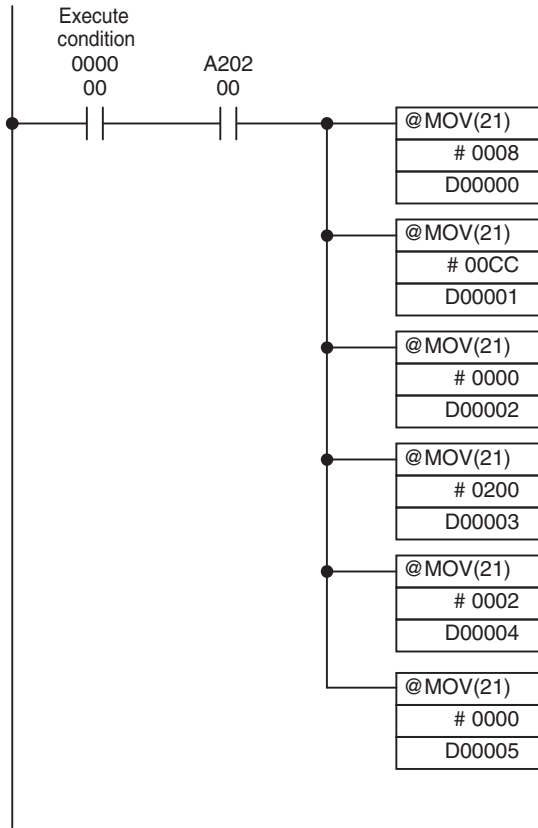 Execute
condition
0000
00
A202
00
@MOV(21)
# 0008
D00000
@MOV(21)
# 00CC
D00001
@MOV(21)
# 0000
D00002
@MOV(21)
# 0200
D00003
@MOV(21)
# 0002
D00004
@MOV(21)
# 0000
D00005